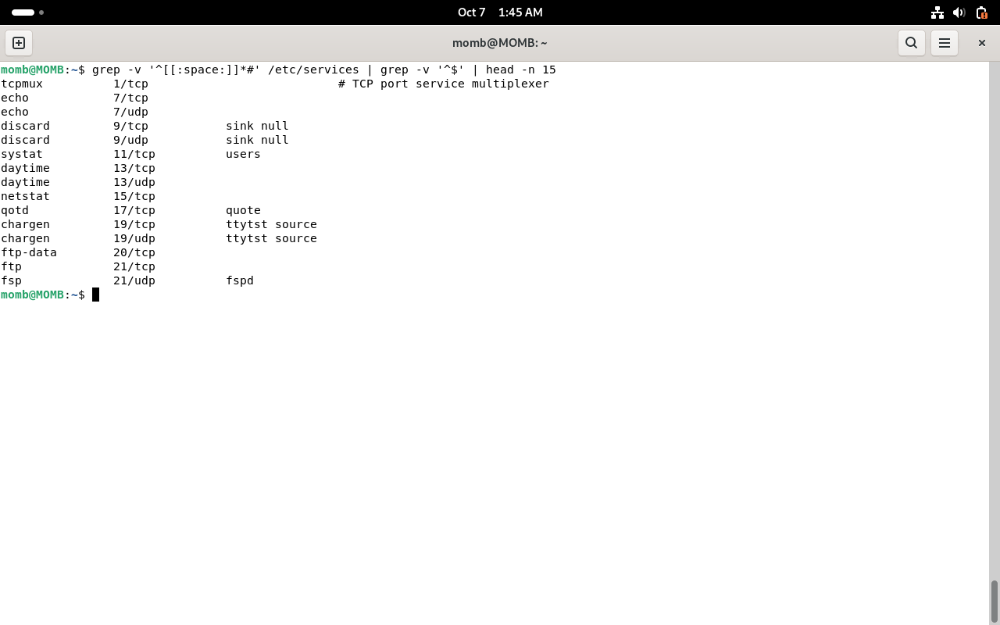 Oct 7 1:45 AM
momb@MOMB: ~
momb@MOMB:~$ grep -v '^[[:space:]]*#' /etc/services | grep -v '^$' | head -n 15
tcpmux          1/tcp                           # TCP port service multiplexer
echo            7/tcp
echo            7/udp
discard         9/tcp           sink null
discard         9/udp           sink null
systat          11/tcp          users
daytime         13/tcp
daytime         13/udp
netstat         15/tcp
qotd            17/tcp          quote
chargen         19/tcp          ttytst source
chargen         19/udp          ttytst source
ftp-data        20/tcp
ftp             21/tcp
fsp             21/udp          fspd
momb@MOMB:~$